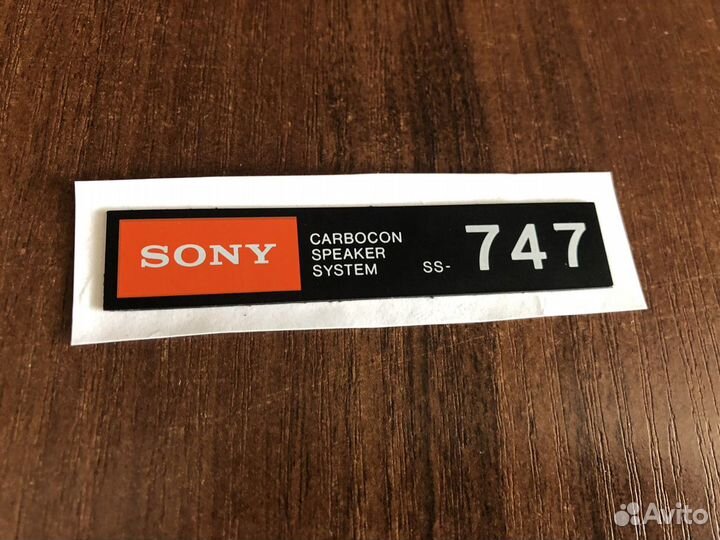 SONY
CARBOCON
SPEAKER
SYSTEM
SS- 747
Avito